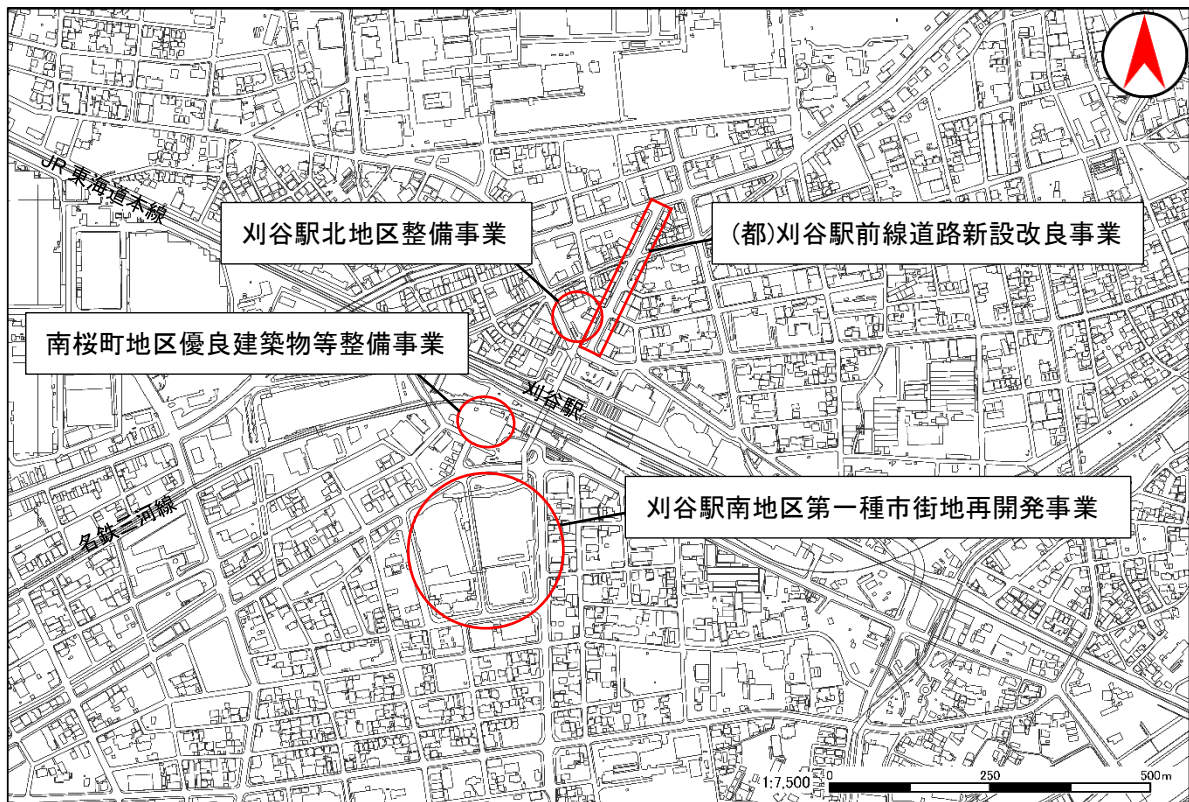 JR東海道本線
刈谷駅北地区整備事業
(都)刈谷駅前線道路新設改良事業
南桜町地区優良建築物等整備事業
刈谷駅
刈谷駅南地区第一種市街地再開発事業
名鉄三河線
1:7,500
0 250 500m